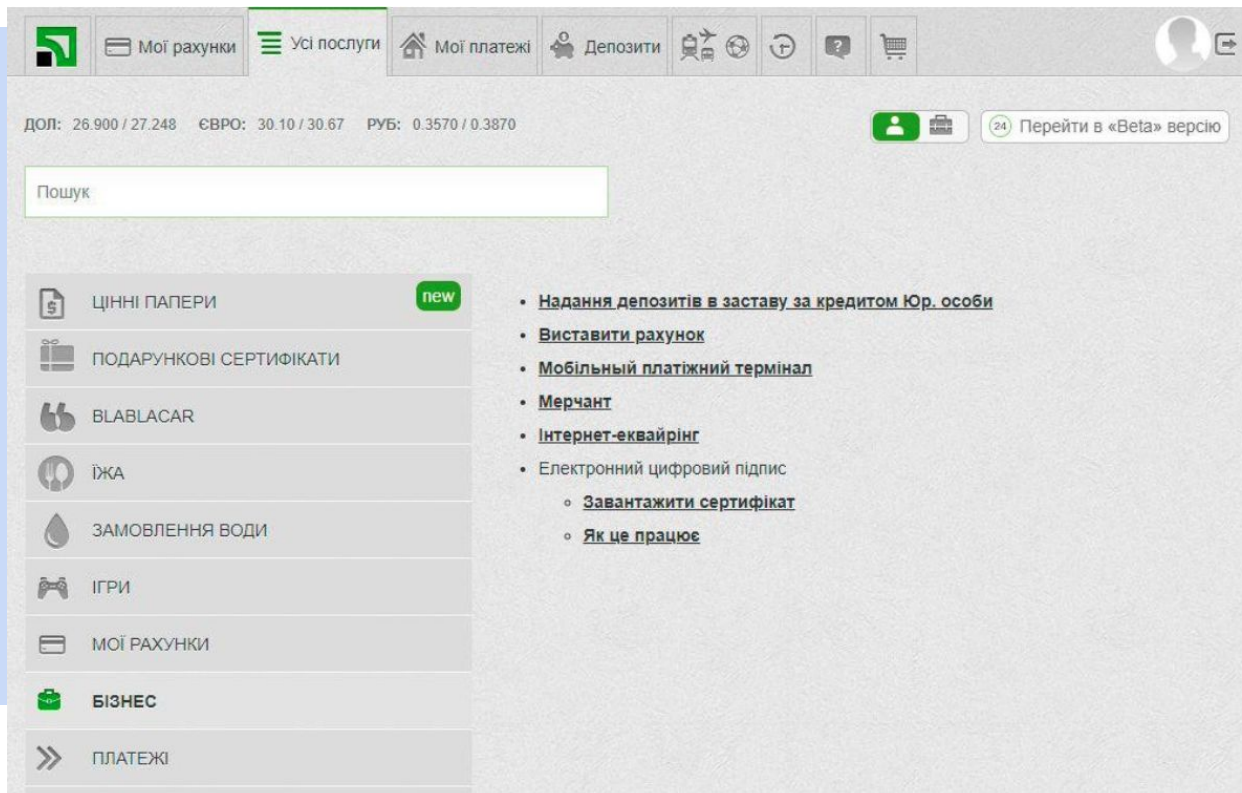 Мої рахунки Усі послуги Мої платежі Депозити
ДОЛ: 26.900 / 27.248 ЄВРО: 30.10 / 30.67 РУБ: 0.3570 / 0.3870
24 Перейти в «Beta» версію
Пошук
ЦІННІ ПАПЕРИ new
ПОДАРУНКОВІ СЕРТИФІКАТИ
BLABLACAR
ЇЖА
ЗАМОВЛЕННЯ ВОДИ
ІГРИ
МОЇ РАХУНКИ
БІЗНЕС
ПЛАТЕЖІ
• Надання депозитів в заставу за кредитом Юр. особи
• Виставити рахунок
• Мобільный платіжний термінал
• Мерчант
• Інтернет-еквайрінг
• Електронний цифровий підпис
◦ Завантажити сертифікат
◦ Як це працює